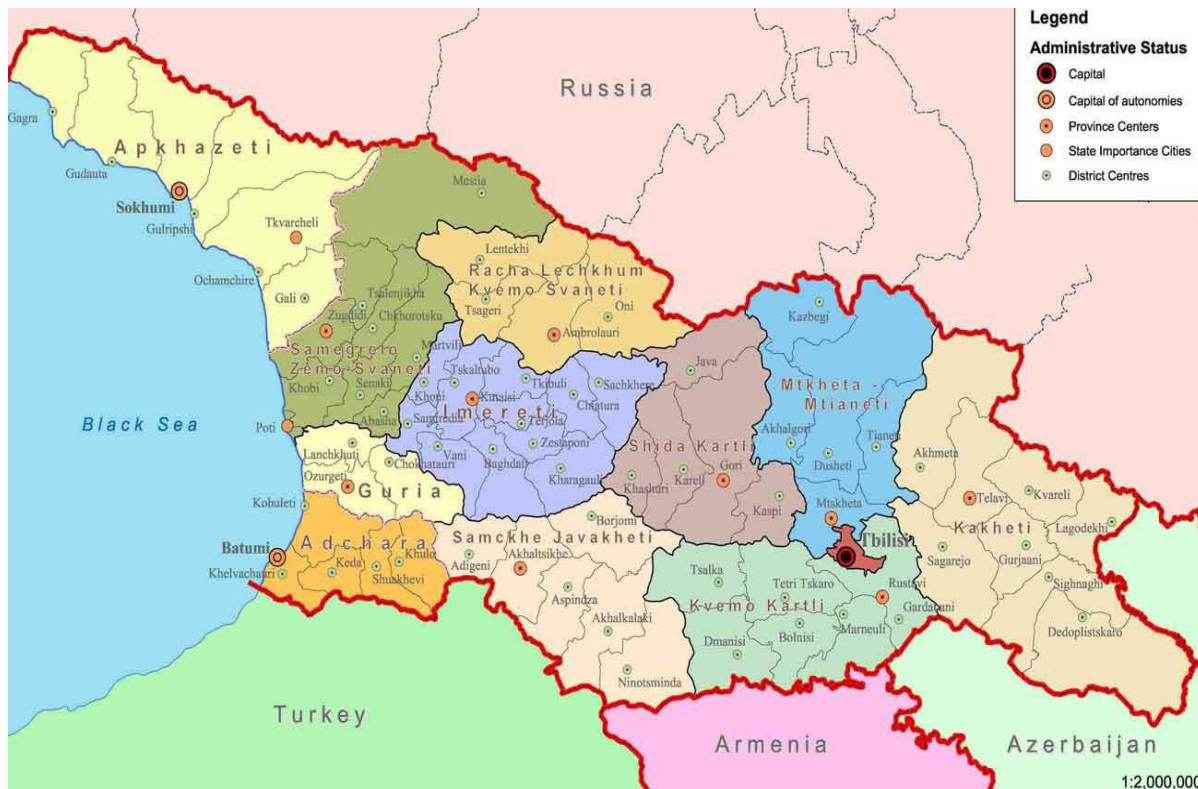 Legend
Administrative Status
Capital
Capital of autonomies
Province Centers
State Importance Cities
District Centres
Russia
Gagra
Apkhazeti
Gudauta
Sokhumi
Gulripshi
Tkvarcheli
Ochamchire
Gali
Mestia
Lentekhi
Racha Lechkhum
Kvemo Svaneti
Tsageri
Oni
Ambrolauri
Tsalenjikha
Zugdidi
Chkhorotsku
Samegrelo
Zemo Svaneti
Martvili
Khobi
Senaki
Abasha
Poti
Black Sea
Tskaltubo
Tkibuli
Sachkhere
Khoni
Kutaisi
Chiatura
Imereti
Samtredia
Terjola
Vani
Zestaponi
Baghdati
Kharagauli
Java
Shida Kartli
Khashuri
Kareli
Gori
Kaspi
Kazbegi
Mtkheta -
Mtianeti
Akhalgori
Tianeti
Dusheti
Mtskheta
Tbilisi
Akhmeta
Telavi
Kvareli
Lagodekhi
Kakheti
Sagarejo
Gurjaani
Sighnaghi
Dedoplistskaro
Lanchkhuti
Chokhatauri
Ozurgeti
Guria
Kobuleti
Batumi
Adchara
Khelvachauri
Keda
Khulo
Shuakhevi
Borjomi
Samckhe Javakheti
Akhaltsikhe
Adigeni
Aspindza
Akhalkalaki
Ninotsminda
Tsalka
Tetri Tskaro
Rustavi
Kvemo Kartli
Gardabani
Marneuli
Bolnisi
Dmanisi
Turkey
Armenia
Azerbaijan
1:2,000,000